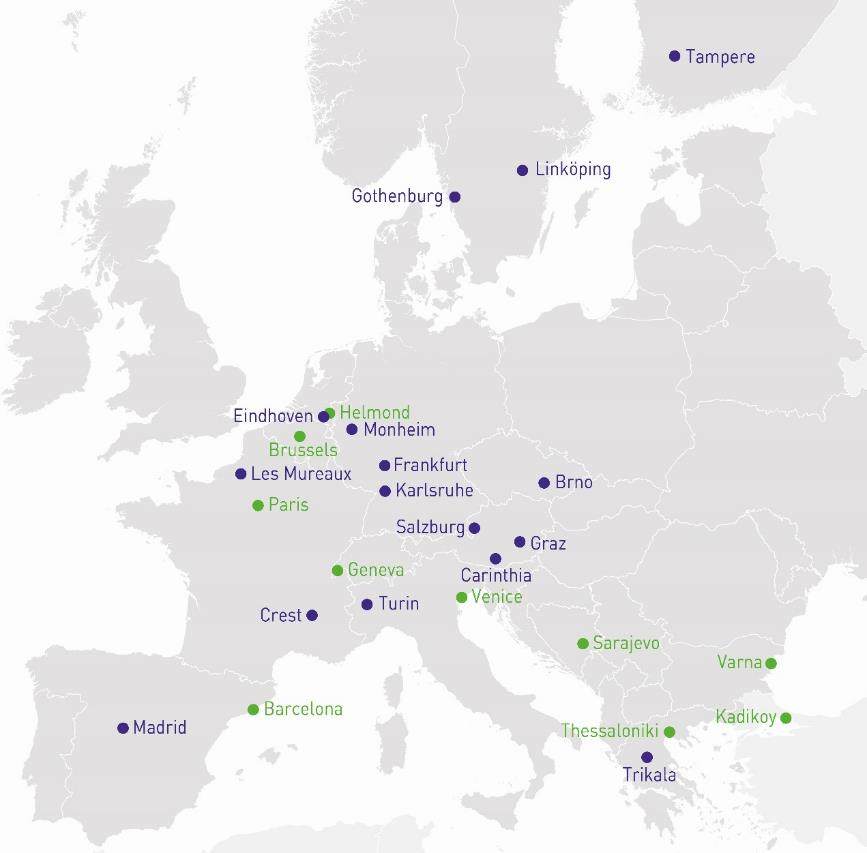 Tampere
Linköping
Gothenburg
Helmond
Eindhoven
Monheim
Brussels
Frankfurt
Les Mureaux
Brno
Karlsruhe
Paris
Salzburg
Graz
Geneva
Carinthia
Venice
Turin
Crest
Sarajevo
Varna
Barcelona
Kadikoy
Madrid
Thessaloniki
Trikala